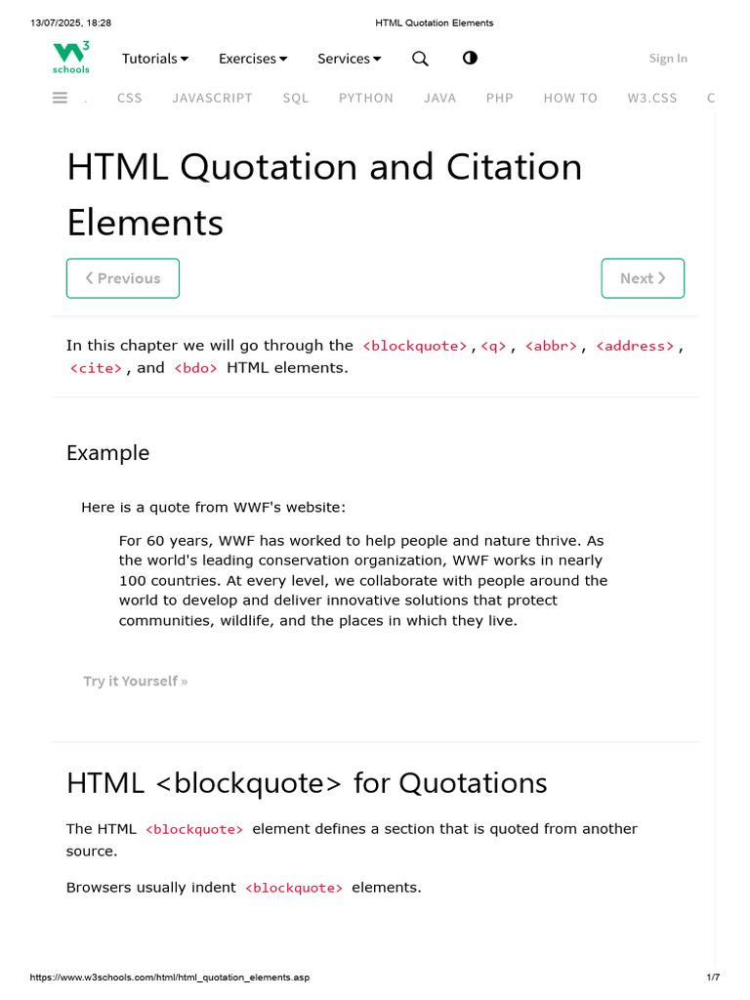 13/07/2025, 18:28 HTML Quotation Elements
W3 schools Tutorials Exercises Services Sign In
. CSS JAVASCRIPT SQL PYTHON JAVA PHP HOW TO W3.CSS C
HTML Quotation and Citation
Elements
❮ Previous Next ❯
In this chapter we will go through the <blockquote>,<q>, <abbr>, <address>,
<cite>, and <bdo> HTML elements.
Example
Here is a quote from WWF's website:
For 60 years, WWF has worked to help people and nature thrive. As
the world's leading conservation organization, WWF works in nearly
100 countries. At every level, we collaborate with people around the
world to develop and deliver innovative solutions that protect
communities, wildlife, and the places in which they live.
Try it Yourself »
HTML <blockquote> for Quotations
The HTML <blockquote> element defines a section that is quoted from another
source.
Browsers usually indent <blockquote> elements.
https://www.w3schools.com/html/html_quotation_elements.asp 1/7